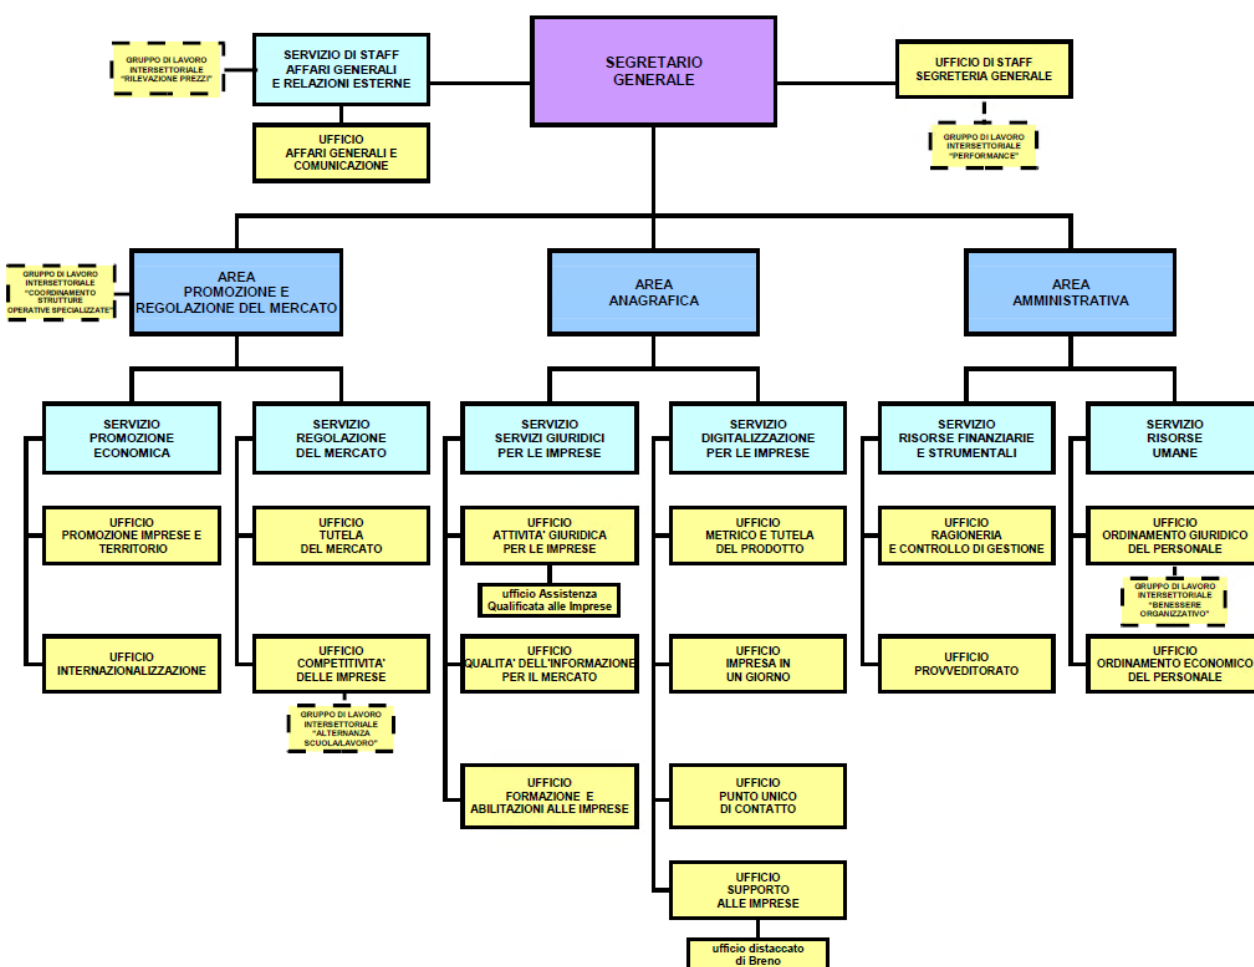 GRUPPO DI LAVORO
INTERSETTORIALE
"RILEVAZIONE PREZZI"
SERVIZIO DI STAFF
AFFARI GENERALI
E RELAZIONI ESTERNE
SEGRETARIO
GENERALE
UFFICIO DI STAFF
SEGRETERIA GENERALE
UFFICIO
AFFARI GENERALI E
COMUNICAZIONE
GRUPPO DI LAVORO
INTERSETTORIALE
"PERFORMANCE"
GRUPPO DI LAVORO
INTERSETTORIALE
"COORDINAMENTO
STRUTTURE
OPERATIVE SPECIALIZZATE"
AREA
PROMOZIONE E
REGOLAZIONE DEL MERCATO
AREA
ANAGRAFICA
AREA
AMMINISTRATIVA
SERVIZIO
PROMOZIONE
ECONOMICA
SERVIZIO
REGOLAZIONE
DEL MERCATO
SERVIZIO
SERVIZI GIURIDICI
PER LE IMPRESE
SERVIZIO
DIGITALIZZAZIONE
PER LE IMPRESE
SERVIZIO
RISORSE FINANZIARIE
E STRUMENTALI
SERVIZIO
RISORSE
UMANE
UFFICIO
PROMOZIONE IMPRESE E
TERRITORIO
UFFICIO
TUTELA
DEL MERCATO
UFFICIO
ATTIVITA' GIURIDICA
PER LE IMPRESE
UFFICIO
METRICO E TUTELA
DEL PRODOTTO
UFFICIO
RAGIONERIA
E CONTROLLO DI GESTIONE
UFFICIO
ORDINAMENTO GIURIDICO
DEL PERSONALE
ufficio Assistenza
Qualificata alle Imprese
GRUPPO DI LAVORO
INTERSETTORIALE
"BENESSERE
ORGANIZZATIVO"
UFFICIO
INTERNAZIONALIZZAZIONE
UFFICIO
COMPETITIVITA'
DELLE IMPRESE
UFFICIO
QUALITA' DELL'INFORMAZIONE
PER IL MERCATO
UFFICIO
IMPRESA IN
UN GIORNO
UFFICIO
PROVVEDITORATO
UFFICIO
ORDINAMENTO ECONOMICO
DEL PERSONALE
GRUPPO DI LAVORO
INTERSETTORIALE
"ALTERNANZA
SCUOLA/LAVORO"
UFFICIO
FORMAZIONE E
ABILITAZIONI ALLE IMPRESE
UFFICIO
PUNTO UNICO
DI CONTATTO
UFFICIO
SUPPORTO
ALLE IMPRESE
ufficio distaccato
di Breno